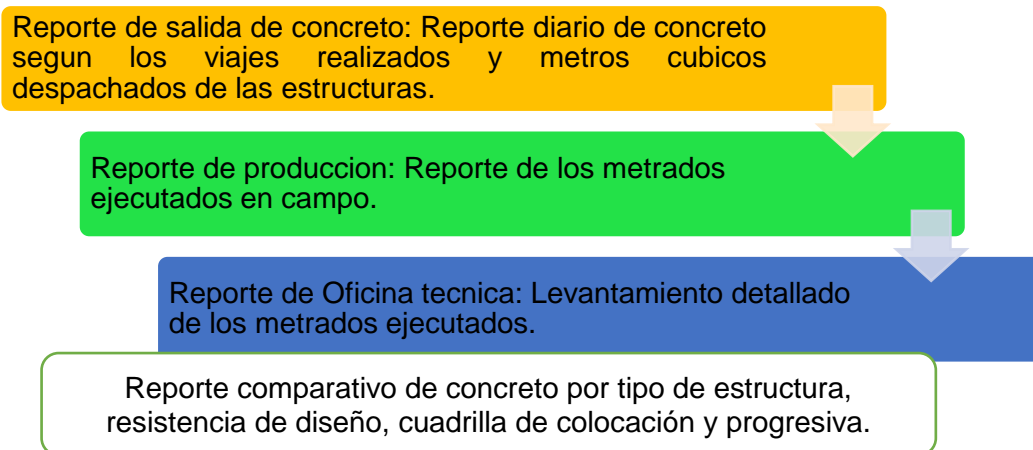 Reporte de salida de concreto: Reporte diario de concreto
segun los viajes realizados y metros cubicos
despachados de las estructuras.
Reporte de produccion: Reporte de los metrados
ejecutados en campo.
Reporte de Oficina tecnica: Levantamiento detallado
de los metrados ejecutados.
Reporte comparativo de concreto por tipo de estructura,
resistencia de diseño, cuadrilla de colocación y progresiva.